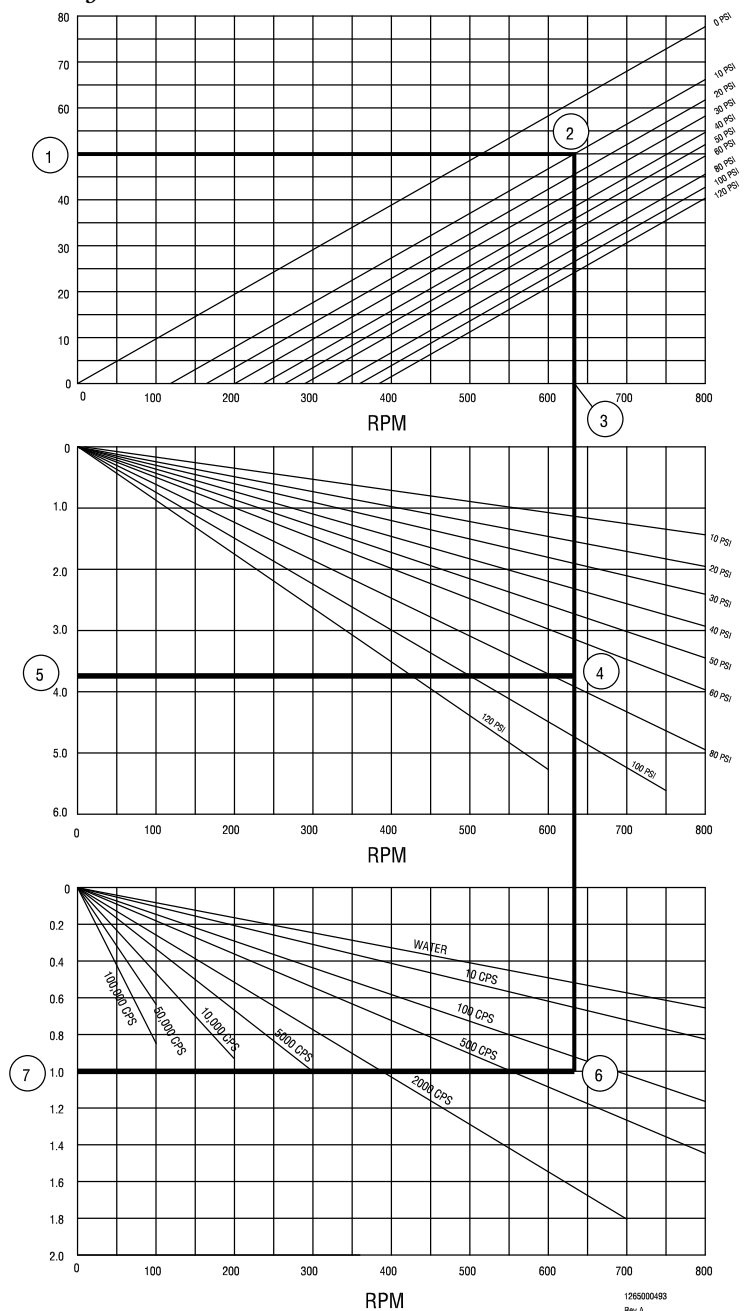 80
70
60
50
40
30
20
10
0
0 PSI
10 PSI
20 PSI
30 PSI
40 PSI
50 PSI
60 PSI
80 PSI
100 PSI
120 PSI
1
2
0 100 200 300 400 500 600 700 800
RPM
3
0
1.0
2.0
3.0
4.0
5.0
6.0
10 PSI
20 PSI
30 PSI
40 PSI
50 PSI
60 PSI
80 PSI
100 PSI
120 PSI
4
5
0 100 200 300 400 500 600 700 800
RPM
0
0.2
0.4
0.6
0.8
1.0
1.2
1.4
1.6
1.8
2.0
WATER
10 CPS
100 CPS
500 CPS
2000 CPS
5000 CPS
10,000 CPS
50,000 CPS
100,000 CPS
6
7
0 100 200 300 400 500 600 700 800
RPM
1265000493
Rev A